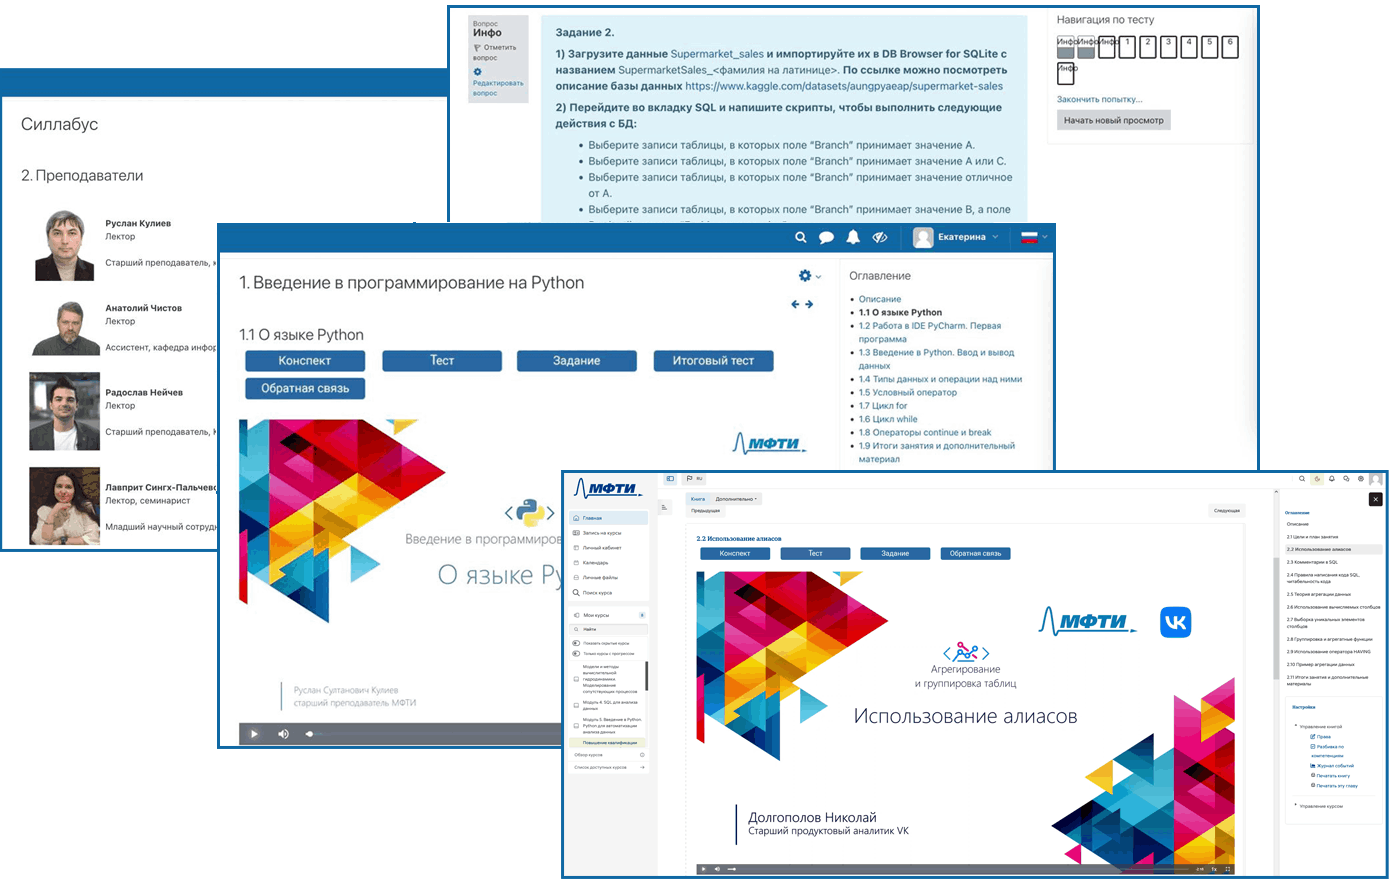 Силлабус
2. Преподаватели
Руслан Кулиев
Лектор
Старший преподаватель,
Анатолий Чистов
Лектор
Ассистент, кафедра инфор
Радослав Нейчев
Лектор
Старший преподаватель,
Лавприт Сингх-Пальчевс
Лектор, семинарист
Младший научный сотруд
Вопрос
Инфо
Отметить
вопрос
Редактировать
вопрос
Задание 2.
1) Загрузите данные Supermarket_sales и импортируйте их в DB Browser for SQLite с
названием SupermarketSales_<фамилия на латинице>. По ссылке можно посмотреть
описание базы данных https://www.kaggle.com/datasets/aungpyaeap/supermarket-sales
2) Перейдите во вкладку SQL и напишите скрипты, чтобы выполнить следующие
действия с БД:
• Выберите записи таблицы, в которых поле “Branch” принимает значение A.
• Выберите записи таблицы, в которых поле “Branch” принимает значение A или C.
• Выберите записи таблицы, в которых поле “Branch” принимает значение отличное
от A.
• Выберите записи таблицы, в которых поле “Branch” принимает значение B, а поле
Навигация по тесту
Инфо Инфо Инфо 1 2 3 4 5 6
Инфо
Закончить попытку...
Начать новый просмотр
Екатерина
1. Введение в программирование на Python
1.1 О языке Python
Конспект Тест Задание Итоговый тест
Обратная связь
МФТИ
Введение в программиров
О языке Py
Руслан Султанович Кулиев
старший преподаватель МФТИ
Оглавление
• Описание
• 1.1 О языке Python
• 1.2 Работа в IDE PyCharm. Первая
программа
• 1.3 Введение в Python. Ввод и вывод
данных
• 1.4 Типы данных и операции над ними
• 1.5 Условный оператор
• 1.7 Цикл for
• 1.6 Цикл while
• 1.8 Операторы continue и break
• 1.9 Итоги занятия и дополнительный
материал
МФТИ
RU
Главная
Запись на курсы
Личный кабинет
Календарь
Личные файлы
Поиск курса
Мои курсы
Найти
Показать скрытые курсы
Только курсы с прогрессом
Модели и методы
вычислительной
гидродинамики.
Моделирование
сопутствующих процессов
Модуль 4. SQL для анализа
данных
Модуль 5. Введение в Python.
Python для автоматизации
анализа данных
Повышение квалификации
Обзор курсов
Список доступных курсов
Книга Дополнительно
Предыдущая Следующая
2.2 Использование алиасов
Конспект Тест Задание Обратная связь
МФТИ
Агрегирование
и группировка таблиц
Использование алиасов
Долгополов Николай
Старший продуктовый аналитик VK
1x
Оглавление
Описание
2.1 Цели и план занятия
2.2 Использование алиасов
2.3 Комментарии в SQL
2.4 Правила написания кода SQL,
читабельность кода
2.5 Теория агрегации данных
2.6 Использование вычисляемых столбцов
2.7 Выборка уникальных элементов
столбцов
2.8 Группировка и агрегатные функции
2.9 Использование оператора HAVING
2.10 Пример агрегации данных
2.11 Итоги занятия и дополнительные
материалы
Настройки
Управление книгой
Права
Разбивка по
компетенциям
Журнал событий
Печатать книгу
Печатать эту главу
Управление курсом